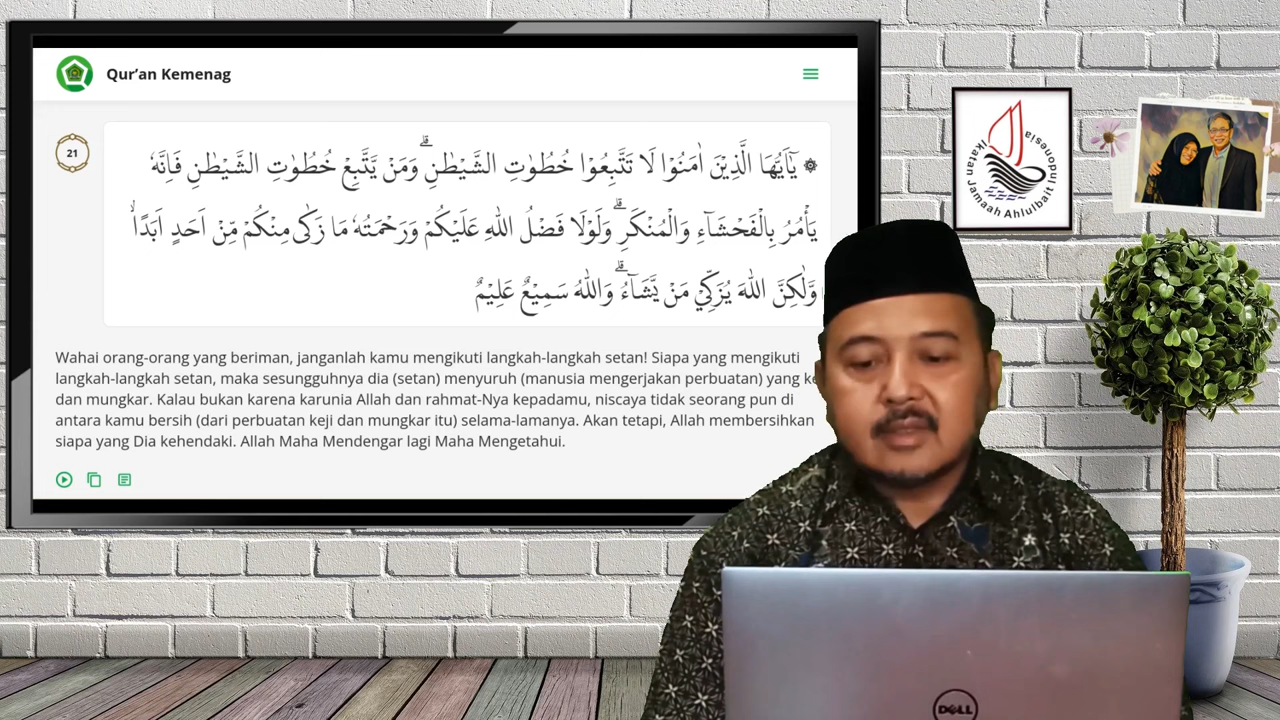 Qur'an Kemenag
21
۞ يٰٓاَيُّهَا الَّذِيْنَ اٰمَنُوْا لَا تَتَّبِعُوْا خُطُوٰتِ الشَّيْطٰنِۗ وَمَنْ يَّتَّبِعْ خُطُوٰتِ الشَّيْطٰنِ فَاِنَّهٗ
يَأْمُرُ بِالْفَحْشَاۤءِ وَالْمُنْكَرِۗ وَلَوْلَا فَضْلُ اللّٰهِ عَلَيْكُمْ وَرَحْمَتُهٗ مَا زَكٰى مِنْكُمْ مِّنْ اَحَدٍ اَبَدًاۙ
وَّلٰكِنَّ اللّٰهَ يُزَكِّيْ مَنْ يَّشَاۤءُۗ وَاللّٰهُ سَمِيْعٌ عَلِيْمٌ
Wahai orang-orang yang beriman, janganlah kamu mengikuti langkah-langkah setan! Siapa yang mengikuti
langkah-langkah setan, maka sesungguhnya dia (setan) menyuruh (manusia mengerjakan perbuatan) yang
dan mungkar. Kalau bukan karena karunia Allah dan rahmat-Nya kepadamu, niscaya tidak seorang pun di
antara kamu bersih (dari perbuatan keji dan mungkar itu) selama-lamanya. Akan tetapi, Allah membersihkan
siapa yang Dia kehendaki. Allah Maha Mendengar lagi Maha Mengetahui.
Ikatan Jamaah Ahlulbait Indonesia
DELL